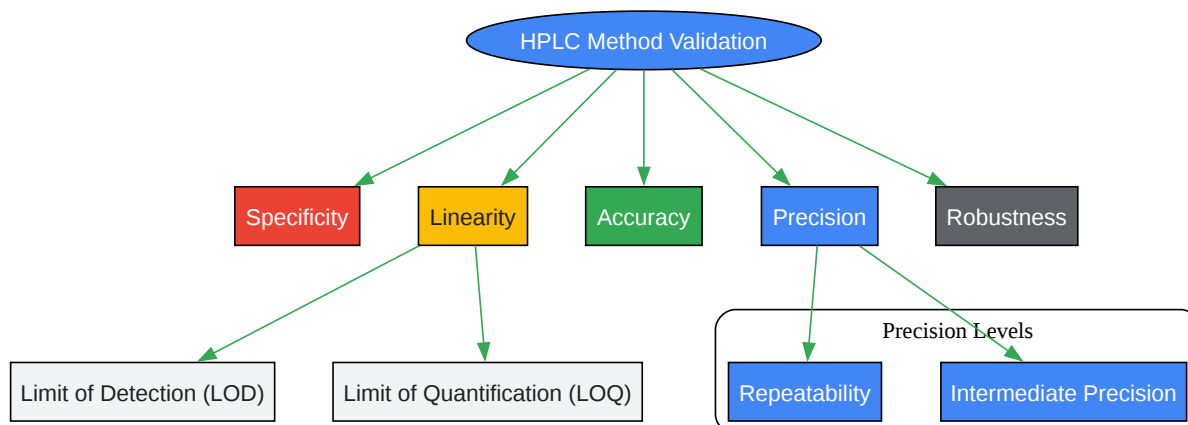 HPLC Method Validation
Specificity
Linearity
Accuracy
Precision
Robustness
Precision Levels
Limit of Detection (LOD)
Limit of Quantification (LOQ)
Repeatability
Intermediate Precision